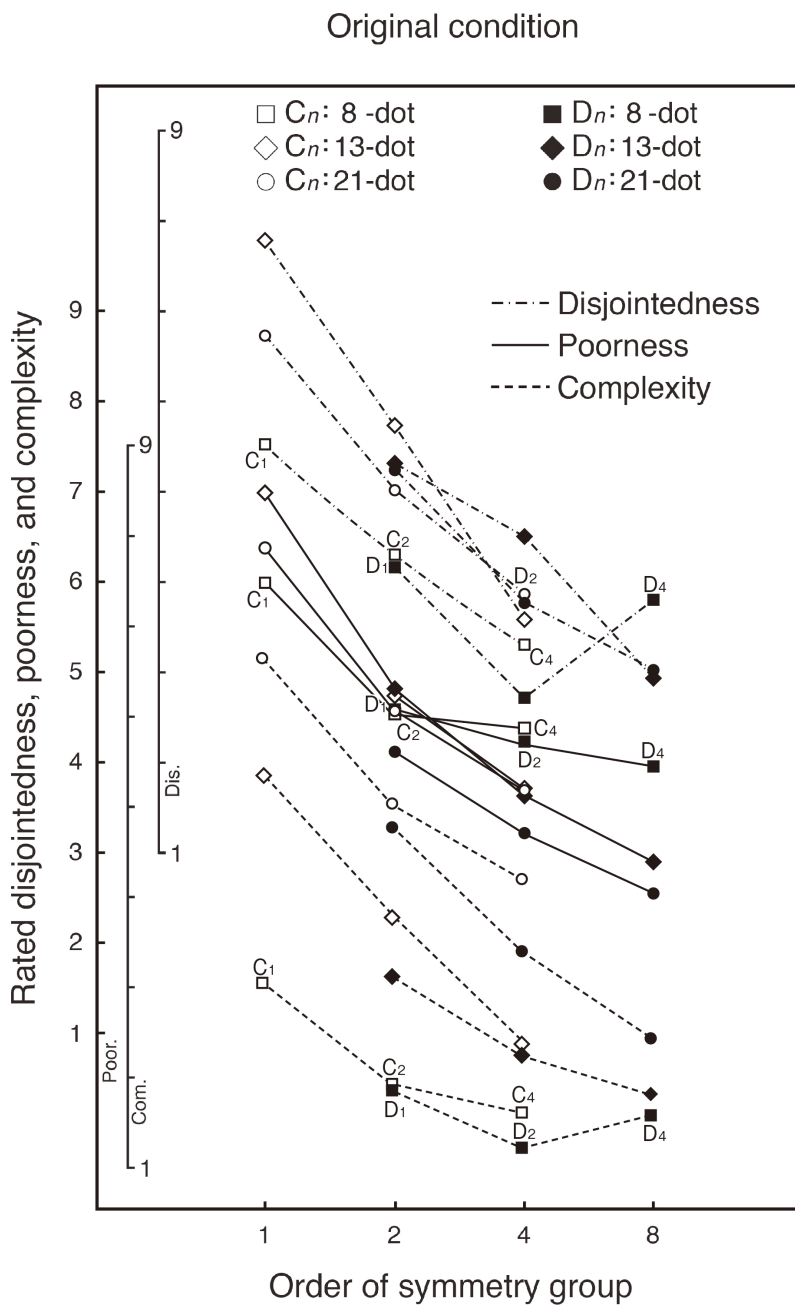 Original condition
Cn: 8 -dot
Dn: 8 -dot
Cn: 13-dot
Dn: 13-dot
Cn: 21-dot
Dn: 21-dot
Disjointedness
Poorness
Complexity
Rated disjointedness, poorness, and complexity
9
8
7
6
5
4
3
2
1
Poor.
9
1
Com.
9
1
Dis.
C1
C2
D1
D2
C4
D4
C1
D1
C2
C4
D2
D4
C1
C2
D1
C4
D2
D4
1
2
4
8
Order of symmetry group